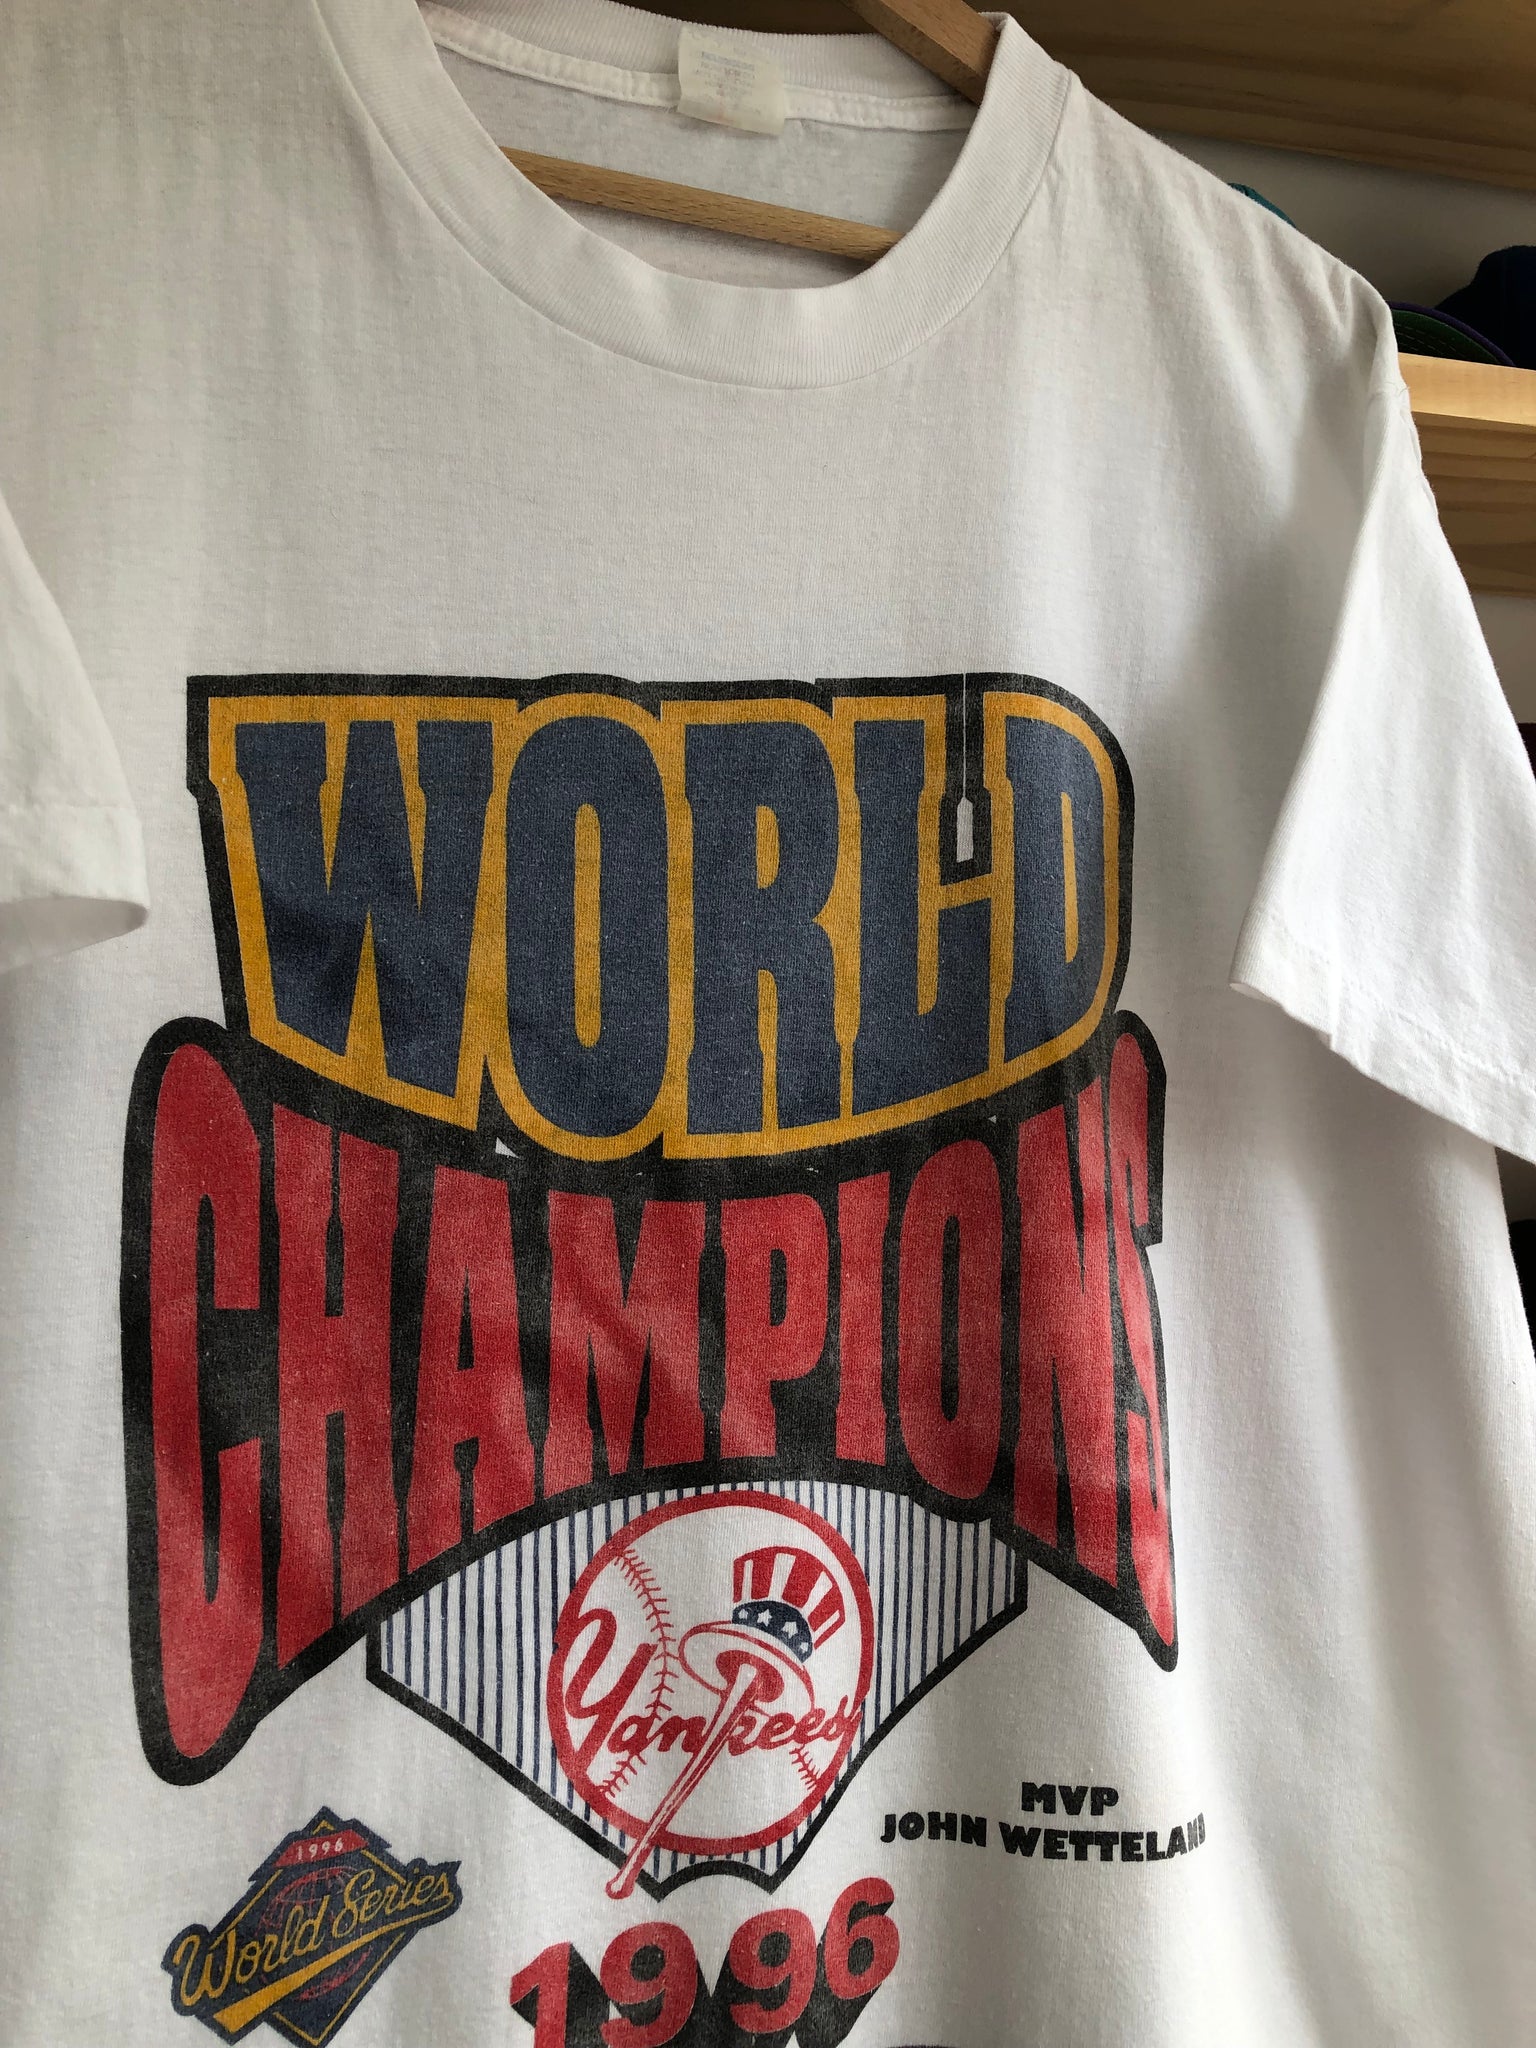 WORLD
CHAMPIONS
Yankees
MVP
JOHN WETTELAND
1996
World Series
1996